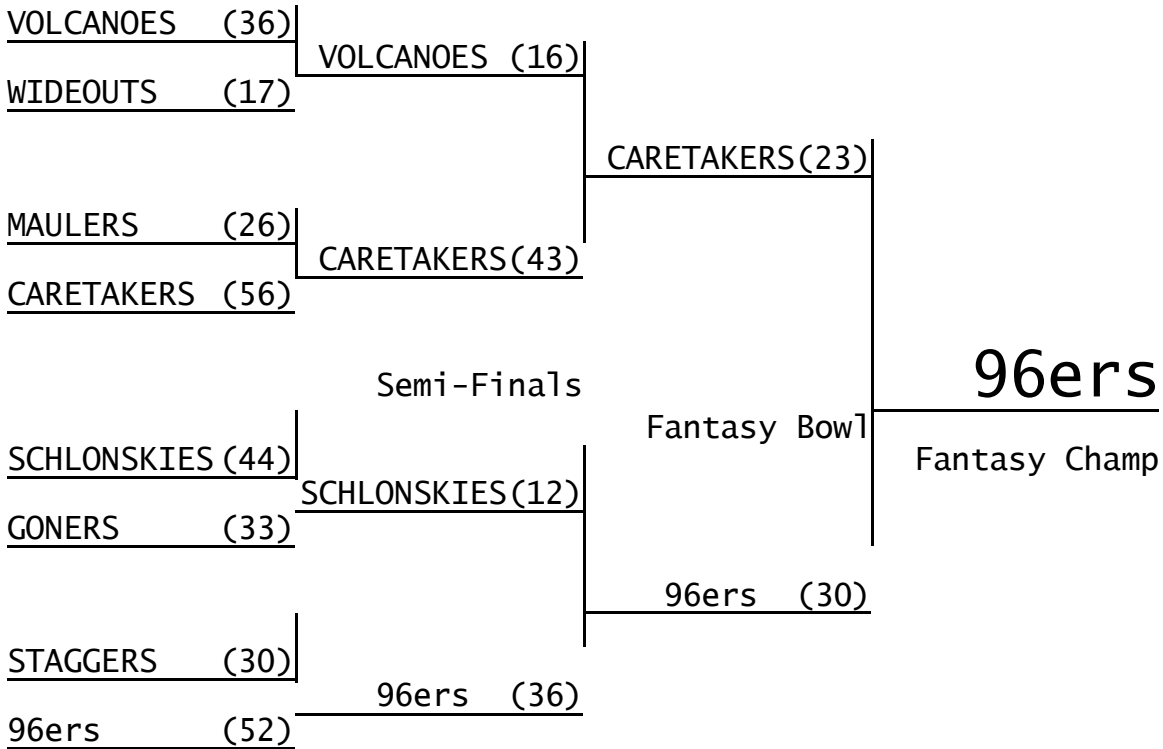 VOLCANOES (36)
VOLCANOES (16)
WIDEOUTS (17)
CARETAKERS(23)
MAULERS (26)
CARETAKERS(43)
CARETAKERS (56)
96ers
Semi-Finals
Fantasy Bowl
Fantasy Champ
SCHLONSKIES (44)
SCHLONSKIES(12)
GONERS (33)
96ers (30)
STAGGERS (30)
96ers (36)
96ers (52)